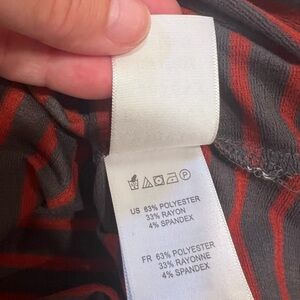 US 63% POLYESTER
33% RAYON
4% SPANDEX
FR 63% POLYESTER
33% RAYONNE
4% SPANDEX